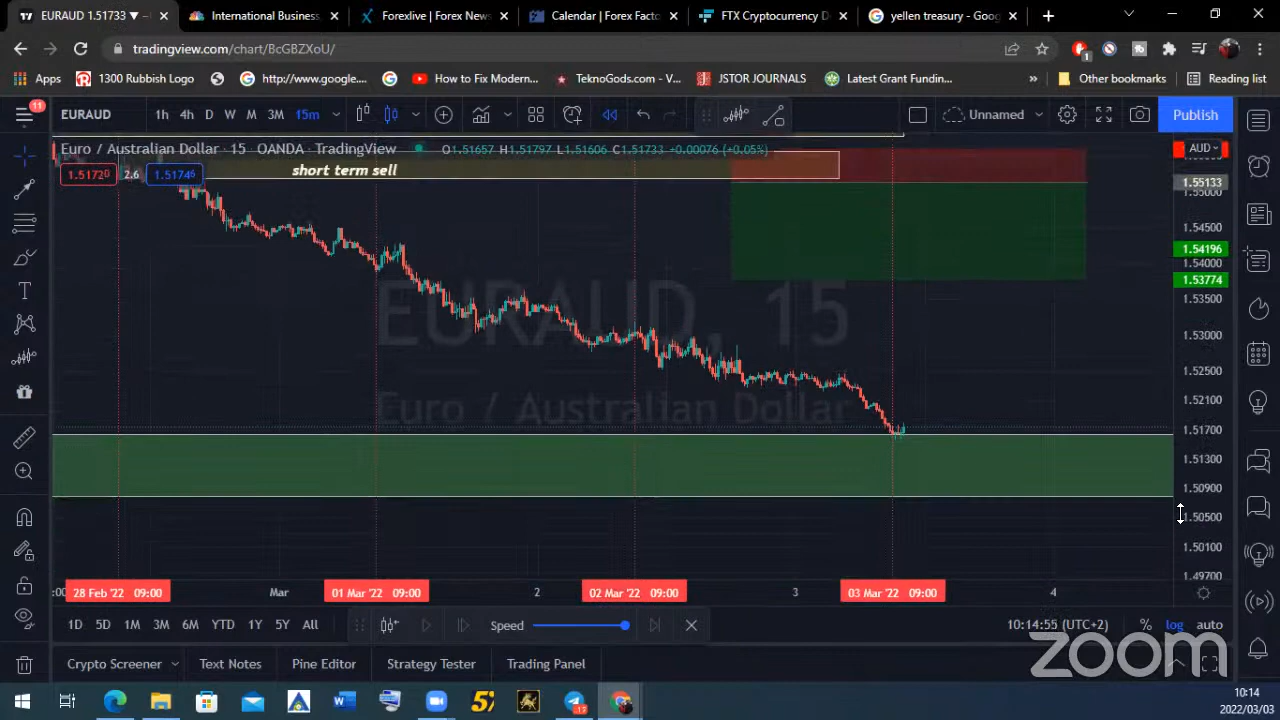 EURAUD 1.51733 ▼
International Business,
Forexlive – Forex News
Calendar | Forex Facto
FTX Cryptocurrency D
yellen treasury - Goog
tradingview.com/chart/BcGBZXoU/
1
Apps
1300 Rubbish Logo
http://www.google....
How to Fix Modern...
TeknoGods.com - V...
JSTOR JOURNALS
Latest Grant Fundin...
»
Other bookmarks
Reading list
11
EURAUD
1h 4h D W M 3M 15m
Unnamed
Publish
Euro / Australian Dollar · 15 · OANDA · TradingView
O1.51657 H1.51797 L1.51606 C1.51733 +0.00076 (+0.05%)
AUD
1.51720
2.6
1.51746
short term sell
1.55133
1.55000
1.54500
1.54196
1.54000
1.53774
1.53500
1.53000
1.52500
1.52100
1.51700
1.51300
1.50900
1.50500
1.50100
1.49700
EURAUD, 15
Euro / Australian Dollar
:00
28 Feb '22 09:00
Mar
01 Mar '22 09:00
2
02 Mar '22 09:00
3
03 Mar '22 09:00
4
1D 5D 1M 3M 6M YTD 1Y 5Y All
Speed
10:14:55 (UTC+2)
%
log
auto
Crypto Screener
Text Notes
Pine Editor
Strategy Tester
Trading Panel
zoom
17
10:14
2022/03/03